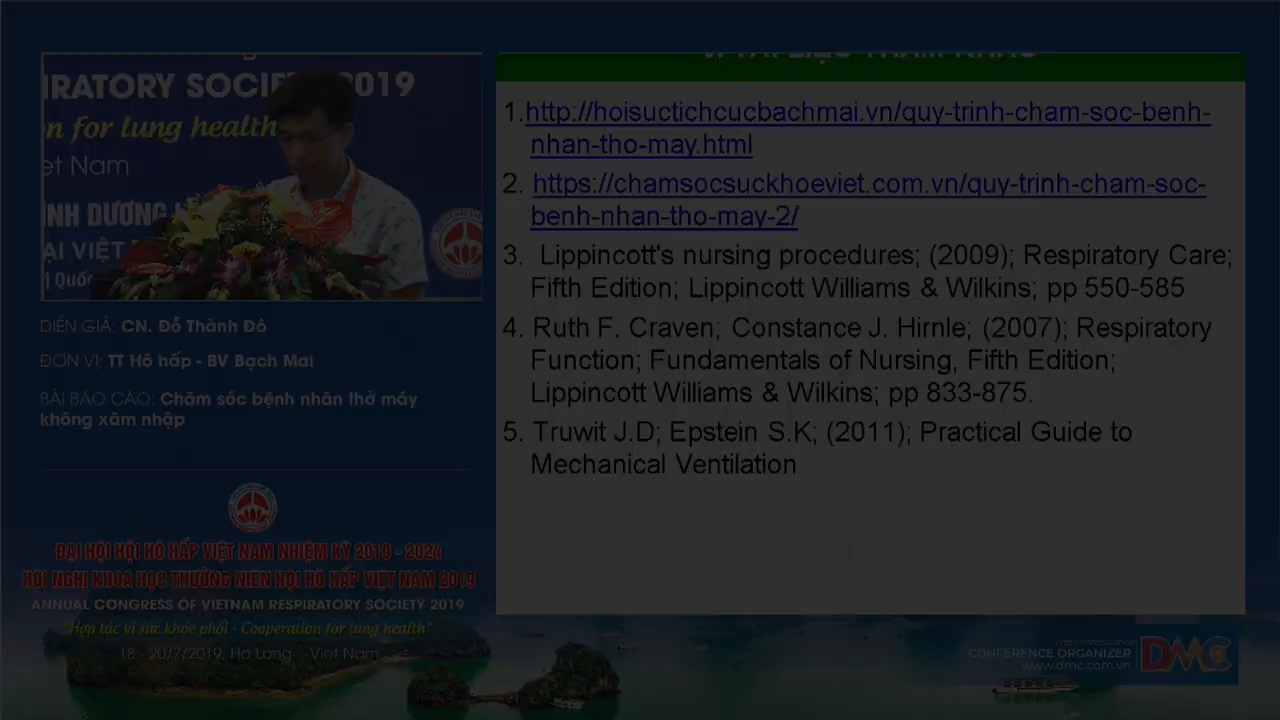 IRATORY SOCIE 2019
n for lung health
et Nam
NH DƯƠNG
ẠI VIỆT
ị Quốc
DIỄN GIẢ: CN. Đỗ Thành Đô
ĐƠN VỊ: TT Hô hấp - BV Bạch Mai
BÀI BÁO CÁO: Chăm sóc bệnh nhân thở máy
không xâm nhập
ĐẠI HỘI HỘI HÔ HẤP VIỆT NAM NHIỆM KỲ 2019 - 2024
HỘI NGHỊ KHOA HỌC THƯỜNG NIÊN HỘI HÔ HẤP VIỆT NAM 2019
ANNUAL CONGRESS OF VIETNAM RESPIRATORY SOCIETY 2019
"Hợp tác vì sức khỏe phổi - Cooperation for lung health"
18 - 20/7/2019, Ha Long - Viet Nam
1.http://hoisuctichcucbachmai.vn/quy-trinh-cham-soc-benh-
nhan-tho-may.html
2. https://chamsocsuckhoeviet.com.vn/quy-trinh-cham-soc-
benh-nhan-tho-may-2/
3. Lippincott's nursing procedures; (2009); Respiratory Care;
Fifth Edition; Lippincott Williams & Wilkins; pp 550-585
4. Ruth F. Craven; Constance J. Hirnle; (2007); Respiratory
Function; Fundamentals of Nursing, Fifth Edition;
Lippincott Williams & Wilkins; pp 833-875.
5. Truwit J.D; Epstein S.K; (2011); Practical Guide to
Mechanical Ventilation
CONFERENCE ORGANIZER
www.dmc.com.vn
DMC